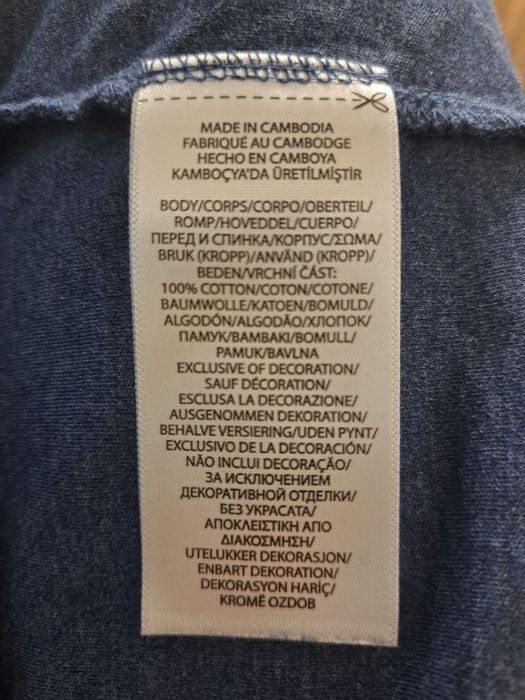 MADE IN CAMBODIA
FABRIQUÉ AU CAMBODGE
HECHO EN CAMBOYA
KAMBOÇYA'DA ÜRETİLMİŞTİR
BODY/CORPS/CORPO/OBERTEIL/
ROMP/HOVEDDEL/CUERPO/
ПЕРЕД И СПИНКА/КОРПУС/ΣΩΜΑ/
BRUK (KROPP)/ANVÄND (KROPP)/
BEDEN/VRCHNÍ ČÁST:
100% COTTON/COTON/COTONE/
BAUMWOLLE/KATOEN/BOMULD/
ALGODÓN/ALGODÃO/ХЛОПОК/
ПАМУК/ΒΑΜΒΑΚΙ/BOMULL/
PAMUK/BAVLNA
EXCLUSIVE OF DECORATION/
SAUF DÉCORATION/
ESCLUSA LA DECORAZIONE/
AUSGENOMMEN DEKORATION/
BEHALVE VERSIERING/UDEN PYNT/
EXCLUSIVO DE LA DECORACIÓN/
NÃO INCLUI DECORAÇÃO/
ЗА ИСКЛЮЧЕНИЕМ
ДЕКОРАТИВНОЙ ОТДЕЛКИ/
БЕЗ УКРАСАТА/
ΑΠΟΚΛΕΙΣΤΙΚΗ ΑΠΟ
ΔΙΑΚΟΣΜΗΣΗ/
UTELUKKER DEKORASJON/
ENBART DEKORATION/
DEKORASYON HARİÇ/
KROMĚ OZDOB